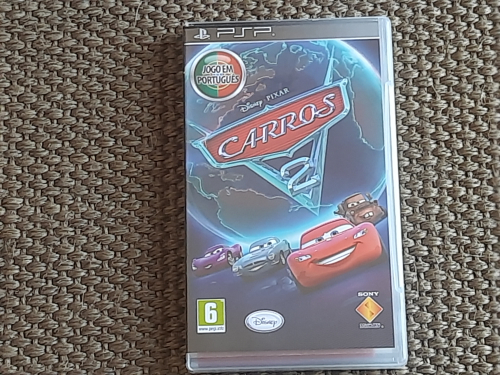 PSP
JOGO EM
PORTUGUÊS
Disney PIXAR
CARROS
2
6
www.pegi.info
Disney
SONY